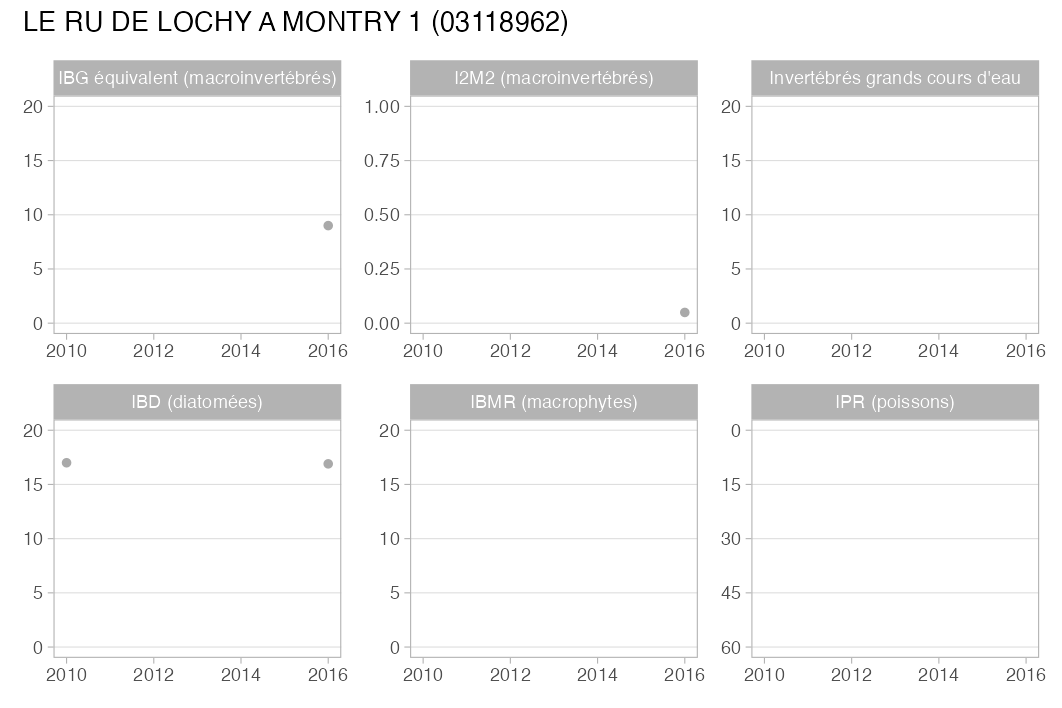 LE RU DE LOCHY A MONTRY 1 (03118962)
IBG équivalent (macroinvertébrés)
20
15
10
5
0
2010 2012 2014 2016
I2M2 (macroinvertébrés)
1.00
0.75
0.50
0.25
0.00
2010 2012 2014 2016
Invertébrés grands cours d'eau
20
15
10
5
0
2010 2012 2014 2016
IBD (diatomées)
20
15
10
5
0
2010 2012 2014 2016
IBMR (macrophytes)
20
15
10
5
0
2010 2012 2014 2016
IPR (poissons)
0
15
30
45
60
2010 2012 2014 2016